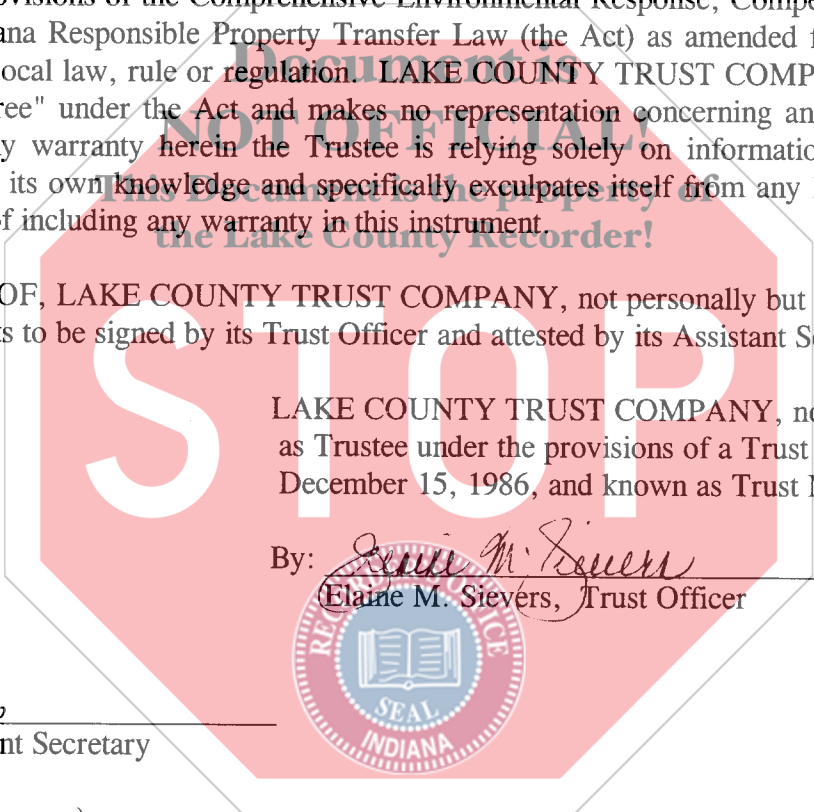 ovisions of the Comprehensive Environmental Response, Compe
ana Responsible Property Transfer Law (the Act) as amended f
Document is
ocal law, rule or regulation. LAKE COUNTY TRUST COMP
NOT OFFICIAL!
ree" under the Act and makes no representation concerning an
y warranty herein the Trustee is relying solely on informatio
This Document is the property of
its own knowledge and specifically exculpates itself from any
of including any warranty in this instrument.
the Lake County Recorder!
OF, LAKE COUNTY TRUST COMPANY, not personally but
ts to be signed by its Trust Officer and attested by its Assistant Se
STOP
LAKE COUNTY TRUST COMPANY, no
as Trustee under the provisions of a Trust
December 15, 1986, and known as Trust N
By: Elaine M. Sievers
Elaine M. Sievers, Trust Officer
RECORDER'S OFFICE
SEAL
INDIANA
nt Secretary